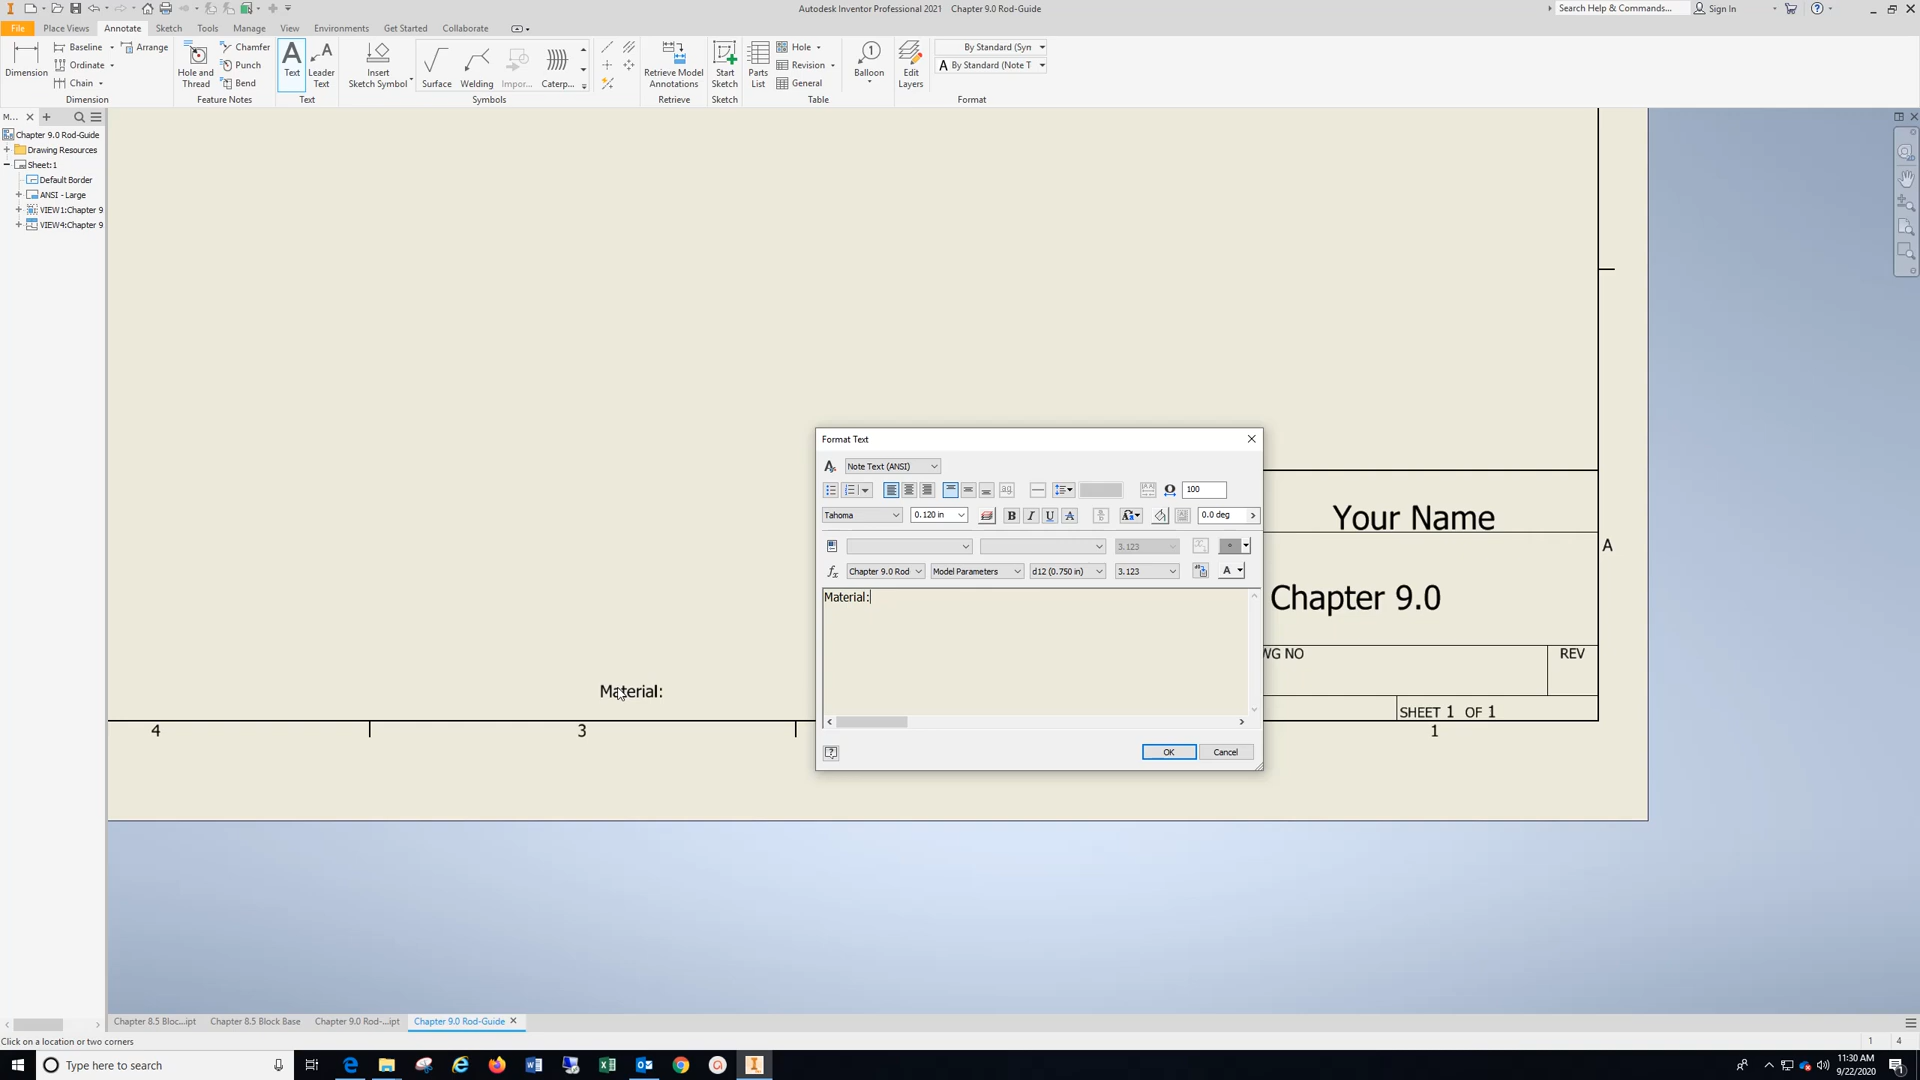 Autodesk Inventor Professional 2021 Chapter 9.0 Rod-Guide
Search Help & Commands...
Sign In
File
Place Views
Annotate
Sketch
Tools
Manage
View
Environments
Get Started
Collaborate
Dimension
Baseline
Ordinate
Chain
Arrange
Dimension
Hole and Thread
Chamfer
Punch
Bend
Feature Notes
Text
Leader Text
Text
Insert Sketch Symbol
Surface
Welding
Impor...
Caterp...
Symbols
Retrieve Model Annotations
Retrieve
Start Sketch
Sketch
Parts List
Hole
Revision
General
Table
Balloon
Edit Layers
By Standard (Syn
A By Standard (Note T
Format
M...
Chapter 9.0 Rod-Guide
Drawing Resources
Sheet:1
Default Border
ANSI - Large
VIEW1:Chapter 9
VIEW4:Chapter 9
Format Text
Note Text (ANSI)
100
Tahoma
0.120 in
B I U A
0.0 deg
3.123
Chapter 9.0 Rod
Model Parameters
d12 (0.750 in)
3.123
A
Material:
OK
Cancel
Your Name
A
Chapter 9.0
WG NO
REV
SHEET 1 OF 1
Material:
4
3
1
Chapter 8.5 Bloc...ipt
Chapter 8.5 Block Base
Chapter 9.0 Rod-...ipt
Chapter 9.0 Rod-Guide
Click on a location or two corners
1
4
Type here to search
11:30 AM
9/22/2020